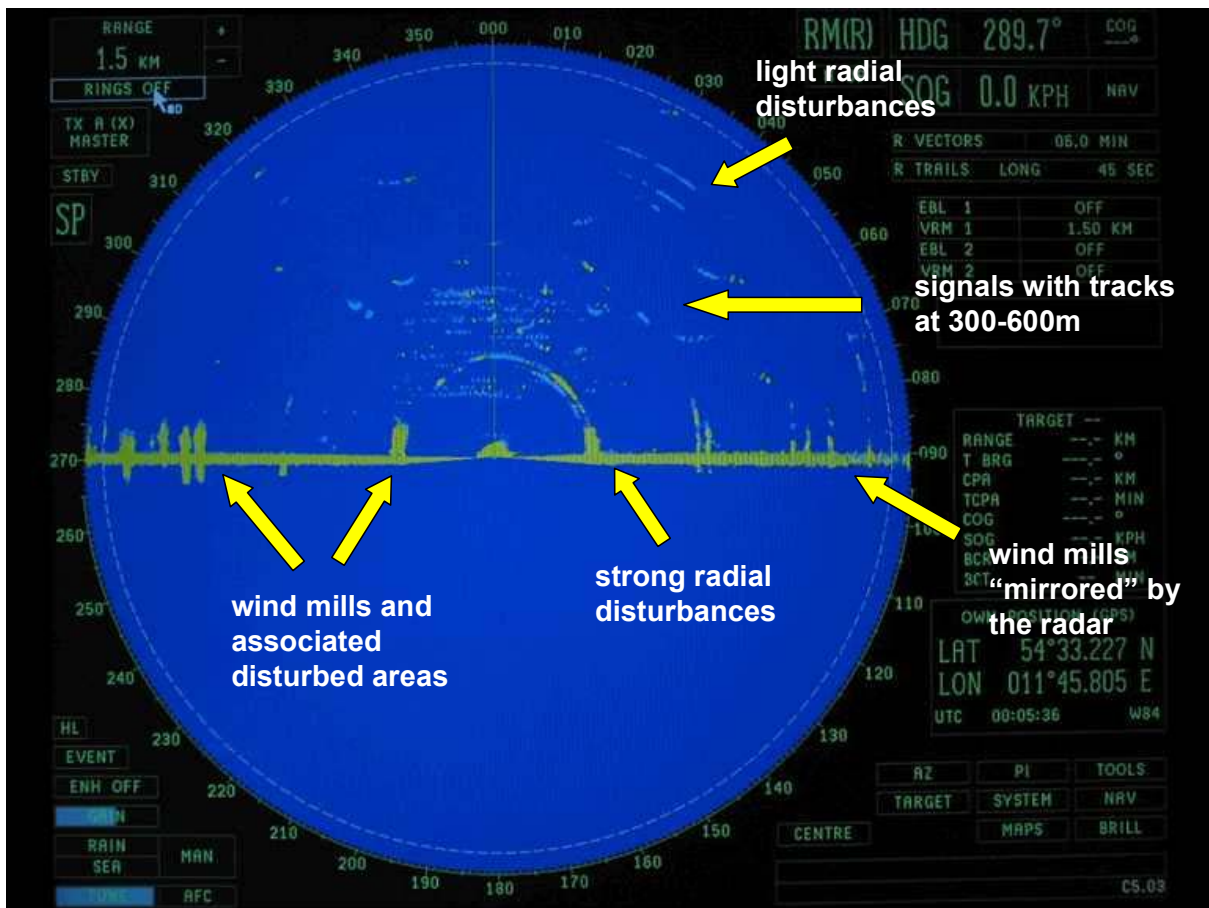 RANGE +
1.5 KM -
RINGS OFF
TX A (X)
MASTER
STBY
SP
RM(R) HDG 289.7° COG
---°
SOG 0.0 KPH NAV
R VECTORS 06.0 MIN
R TRAILS LONG 45 SEC
EBL 1 OFF
VRM 1 1.50 KM
EBL 2 OFF
VRM 2 OFF
light radial
disturbances
signals with tracks
at 300-600m
000
010
020
030
040
050
060
070
080
090
100
110
120
130
140
150
160
170
180
190
200
210
220
230
240
250
260
270
280
290
300
310
320
330
340
350
TARGET --
RANGE --.- KM
T BRG ---.- °
CPA --.- KM
TCPA --.- MIN
COG ---.- °
SOG --.- KPH
BCR
BCT MIN
wind mills
"mirrored" by
the radar
strong radial
disturbances
wind mills and
associated
disturbed areas
OWN POSITION (GPS)
LAT 54°33.227 N
LON 011°45.805 E
UTC 00:05:36 W84
HL
EVENT
ENH OFF
GAIN
RAIN
SEA
MAN
TUNE AFC
AZ PI TOOLS
TARGET SYSTEM NAV
CENTRE MAPS BRILL
C5.03